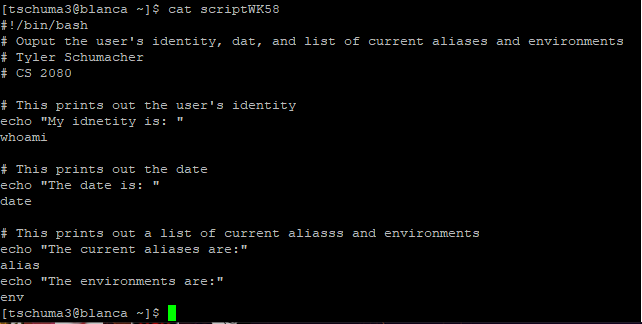 [tschuma3@blanca ~]$ cat scriptWK58
#!/bin/bash
# Ouput the user's identity, dat, and list of current aliases and environments
# Tyler Schumacher
# CS 2080
# This prints out the user's identity
echo "My idnetity is: "
whoami
# This prints out the date
echo "The date is: "
date
# This prints out a list of current aliasss and environments
echo "The current aliases are:"
alias
echo "The environments are:"
env
[tschuma3@blanca ~]$